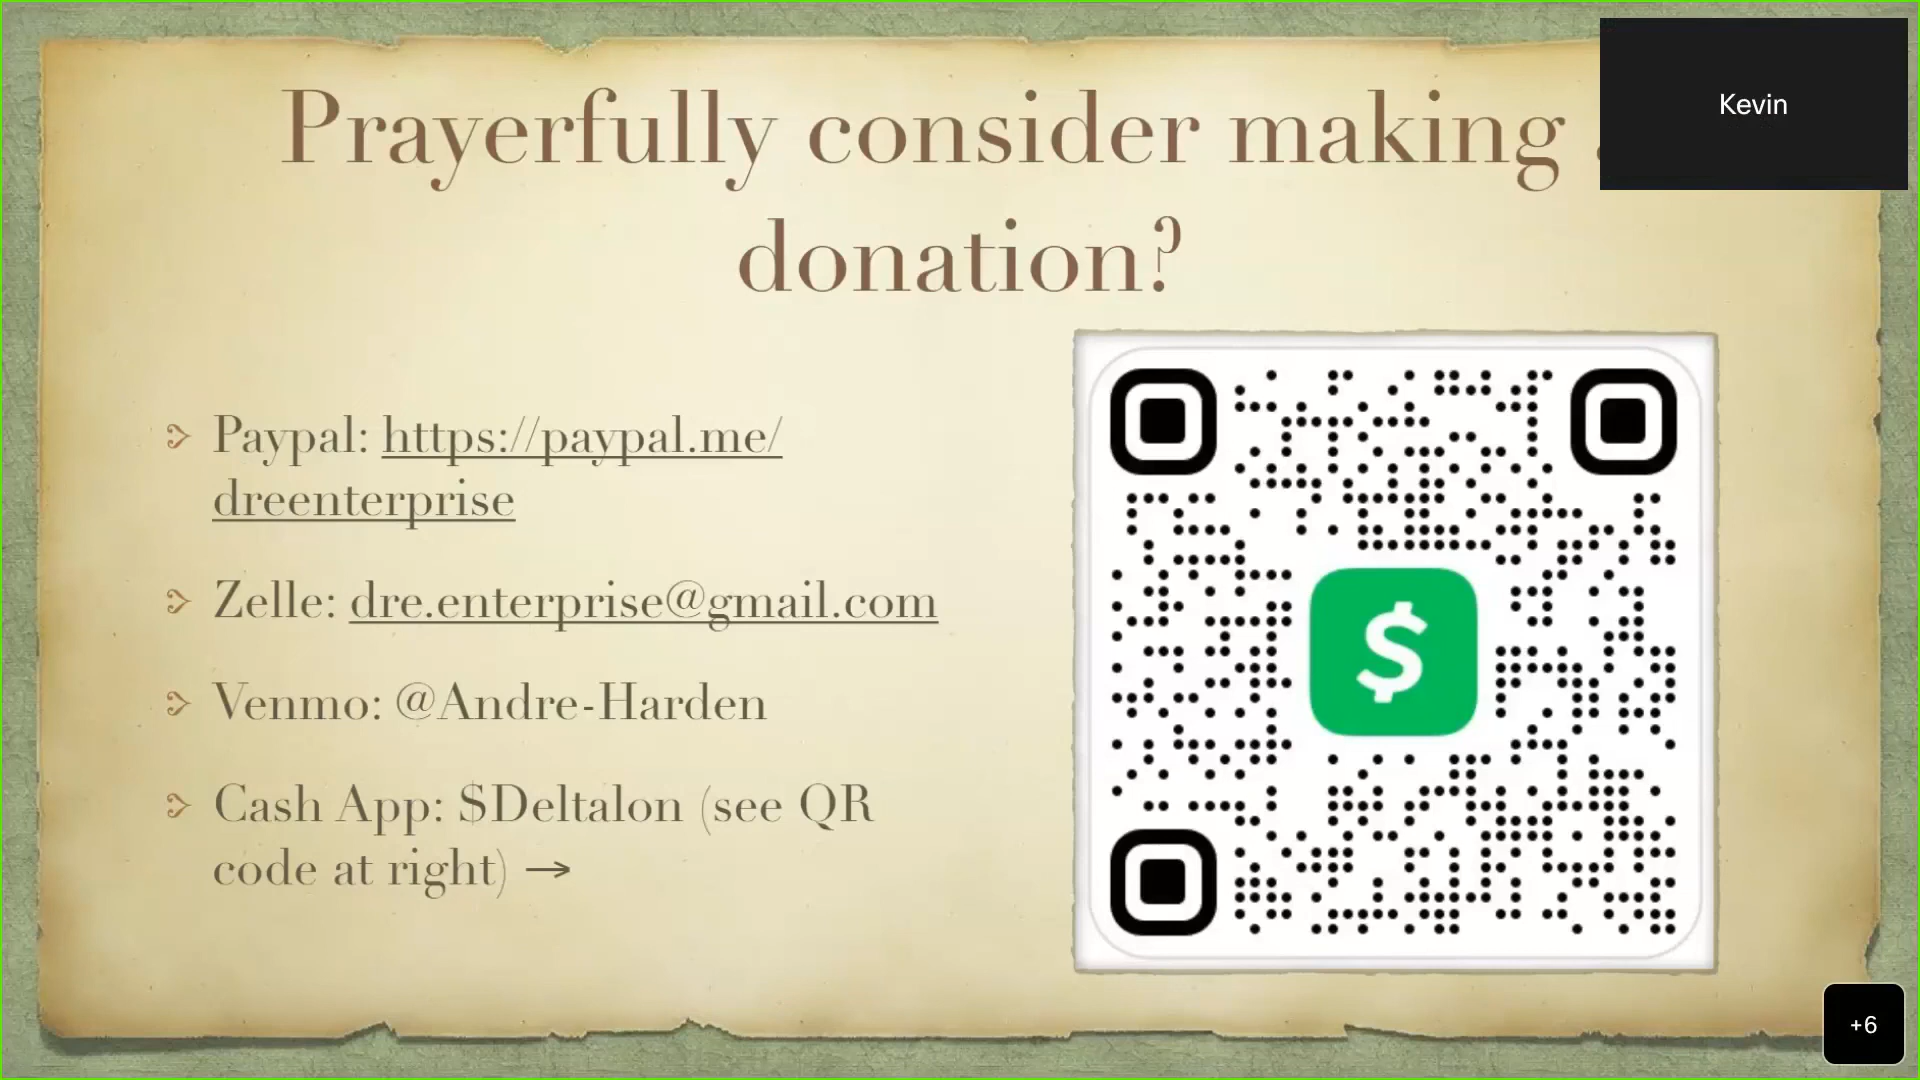 Prayerfully consider making
Kevin
donation?
Paypal: https://paypal.me/
dreenterprise
Zelle: dre.enterprise@gmail.com
Venmo: @Andre-Harden
Cash App: $Deltalon (see QR
code at right) →
$
+6